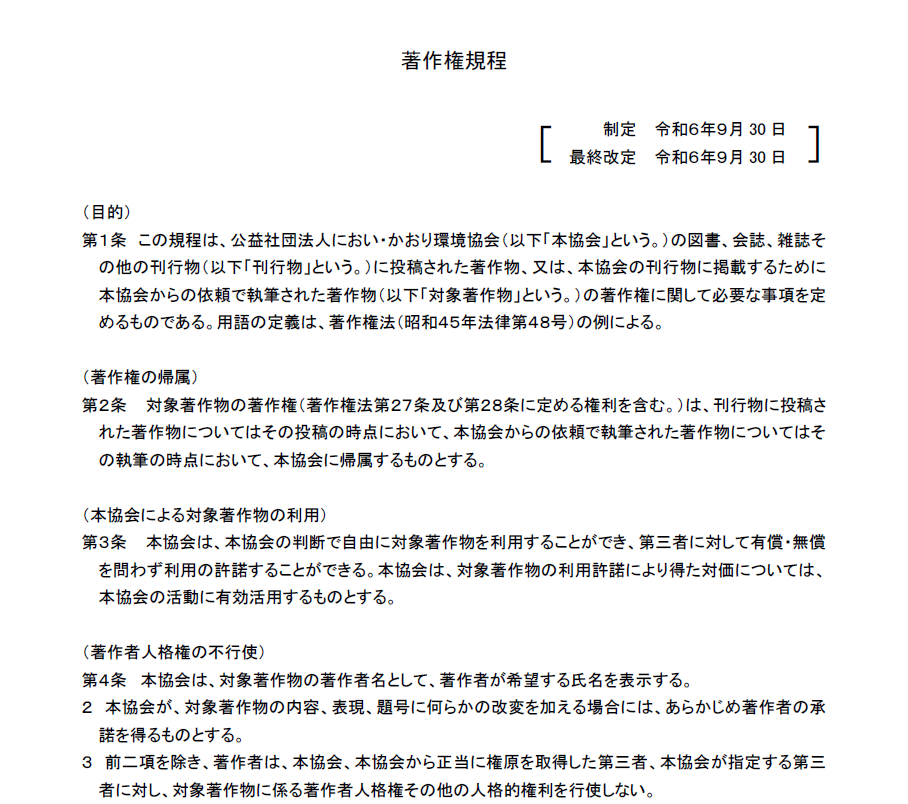 著作権規程
制定　令和６年９月 30 日
最終改定　令和６年９月 30 日
（目的）
第１条　この規程は、公益社団法人におい・かおり環境協会（以下「本協会」という。）の図書、会誌、雑誌そ
の他の刊行物（以下「刊行物」という。）に投稿された著作物、又は、本協会の刊行物に掲載するために
本協会からの依頼で執筆された著作物（以下「対象著作物」という。）の著作権に関して必要な事項を定
めるものである。用語の定義は、著作権法（昭和４５年法律第４８号）の例による。
（著作権の帰属）
第２条　対象著作物の著作権（著作権法第２７条及び第２８条に定める権利を含む。）は、刊行物に投稿さ
れた著作物についてはその投稿の時点において、本協会からの依頼で執筆された著作物についてはそ
の執筆の時点において、本協会に帰属するものとする。
（本協会による対象著作物の利用）
第３条　本協会は、本協会の判断で自由に対象著作物を利用することができ、第三者に対して有償・無償
を問わず利用の許諾することができる。本協会は、対象著作物の利用許諾により得た対価については、
本協会の活動に有効活用するものとする。
（著作者人格権の不行使）
第４条　本協会は、対象著作物の著作者名として、著作者が希望する氏名を表示する。
２　本協会が、対象著作物の内容、表現、題号に何らかの改変を加える場合には、あらかじめ著作者の承
諾を得るものとする。
３　前二項を除き、著作者は、本協会、本協会から正当に権原を取得した第三者、本協会が指定する第三
者に対し、対象著作物に係る著作者人格権その他の人格的権利を行使しない。